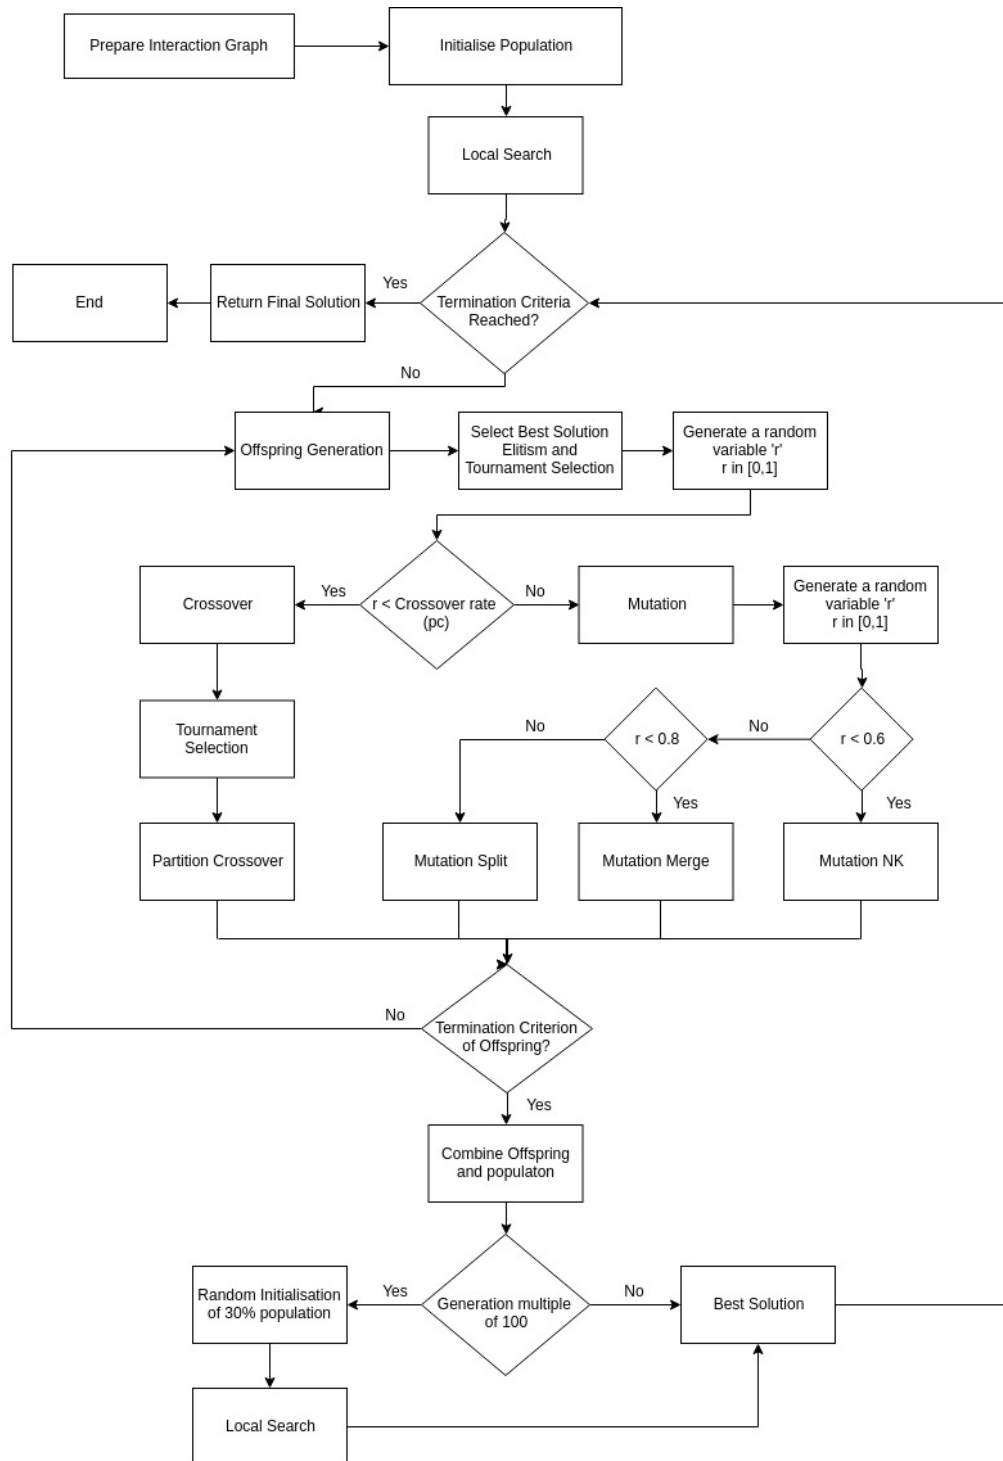 Prepare Interaction Graph
Initialise Population
Local Search
Termination Criteria
Reached?
Yes
Return Final Solution
End
No
Offspring Generation
Select Best Solution
Elitism and
Tournament Selection
Generate a random
variable 'r'
r in [0,1]
r < Crossover rate
(pc)
Yes
Crossover
No
Mutation
Generate a random
variable 'r'
r in [0,1]
Tournament
Selection
No
r < 0.8
No
r < 0.6
Yes
Yes
Partition Crossover
Mutation Split
Mutation Merge
Mutation NK
No
Termination Criterion
of Offspring?
Yes
Combine Offspring
and populaton
Random Initialisation
of 30% population
Yes
Generation multiple
of 100
No
Best Solution
Local Search